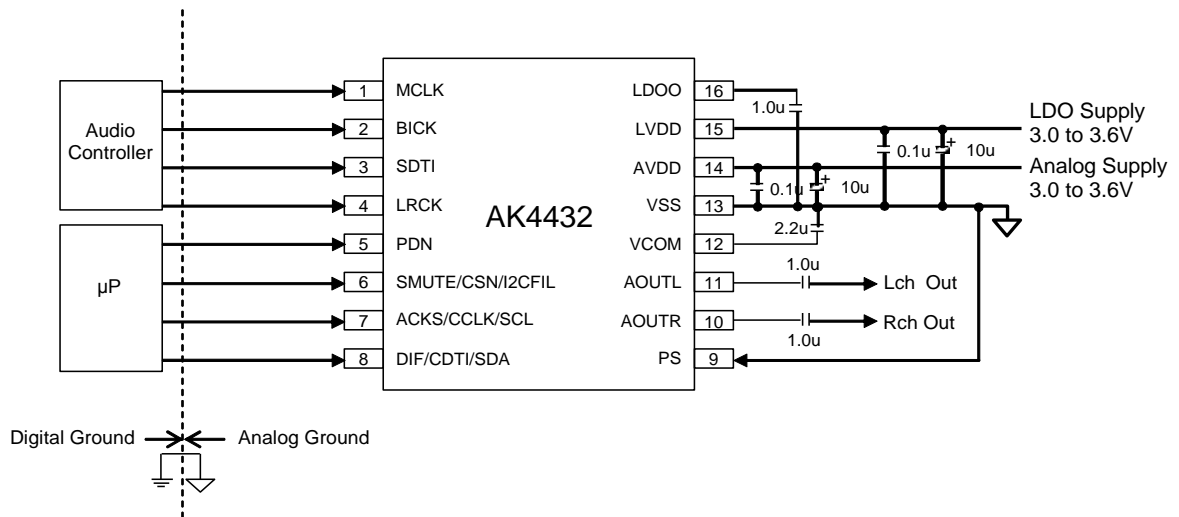 Audio
Controller
µP
1 MCLK
2 BICK
3 SDTI
4 LRCK
5 PDN
6 SMUTE/CSN/I2CFIL
7 ACKS/CCLK/SCL
8 DIF/CDTI/SDA
AK4432
LDOO 16
LVDD 15
AVDD 14
VSS 13
VCOM 12
AOUTL 11
AOUTR 10
PS 9
1.0u
0.1u
+
10u
LDO Supply
3.0 to 3.6V
0.1u
+
10u
Analog Supply
3.0 to 3.6V
2.2u
1.0u
Lch Out
Rch Out
1.0u
Digital Ground
Analog Ground